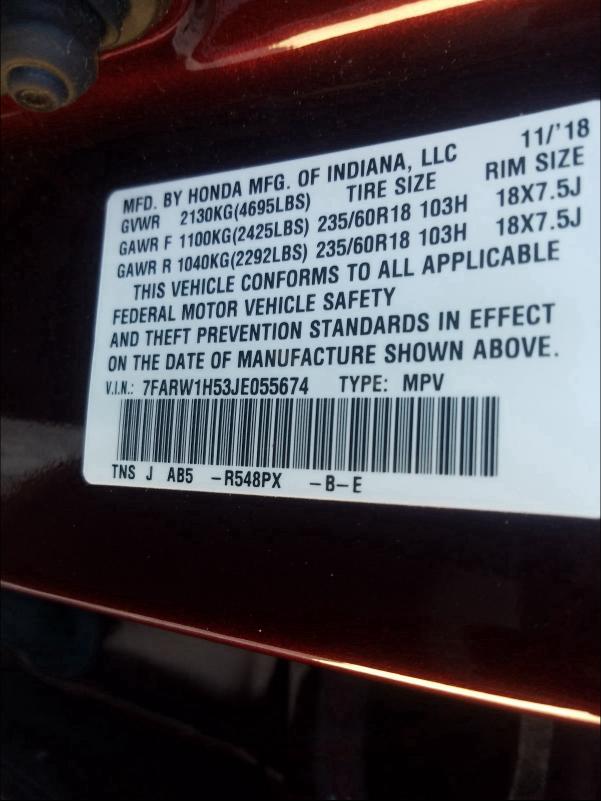 11/'18
MFD. BY HONDA MFG. OF INDIANA, LLC
GVWR 2130KG(4695LBS) TIRE SIZE RIM SIZE
GAWR F 1100KG(2425LBS) 235/60R18 103H 18X7.5J
GAWR R 1040KG(2292LBS) 235/60R18 103H 18X7.5J
THIS VEHICLE CONFORMS TO ALL APPLICABLE
FEDERAL MOTOR VEHICLE SAFETY
AND THEFT PREVENTION STANDARDS IN EFFECT
ON THE DATE OF MANUFACTURE SHOWN ABOVE.
V.I.N.: 7FARW1H53JE055674 TYPE: MPV
TNS J AB5 -R548PX -B-E